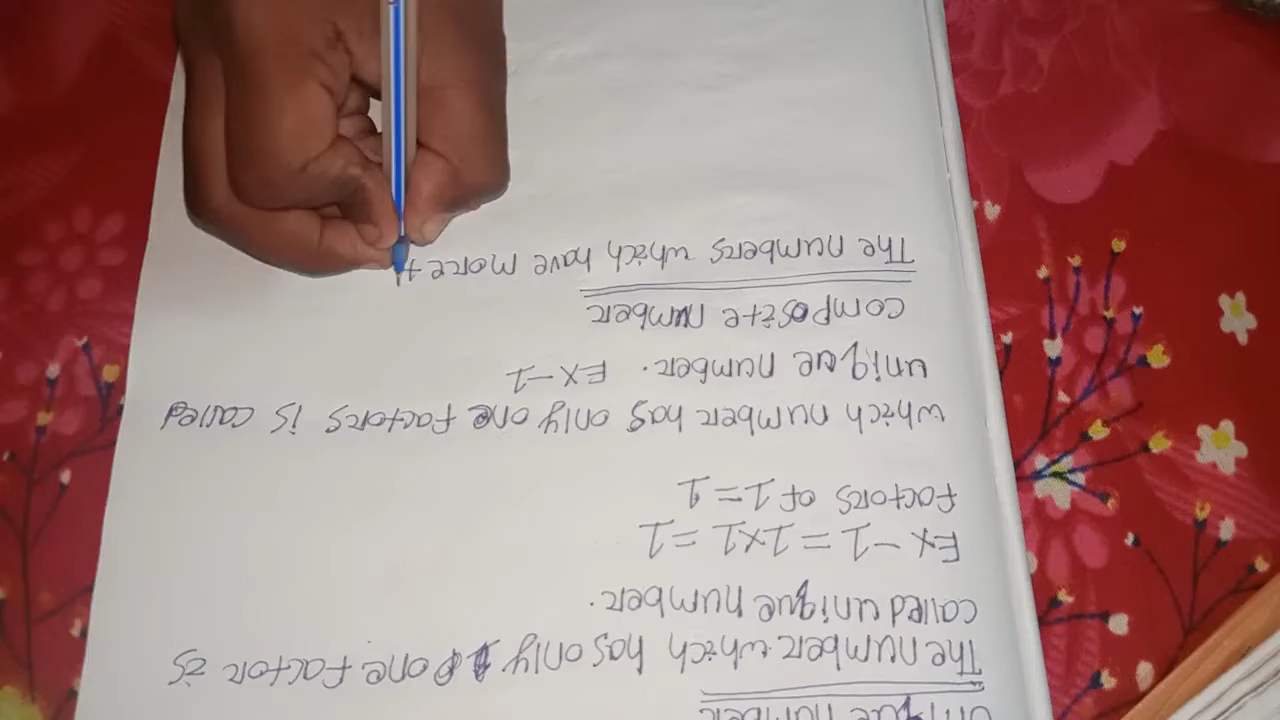 unique number
The number which has only one factor is
called unique number.
Ex-1 = 1×1 = 1
Factors of 1 = 1
which number has only one factors is called
unique number. Ex-1
composite number
The numbers which have more t